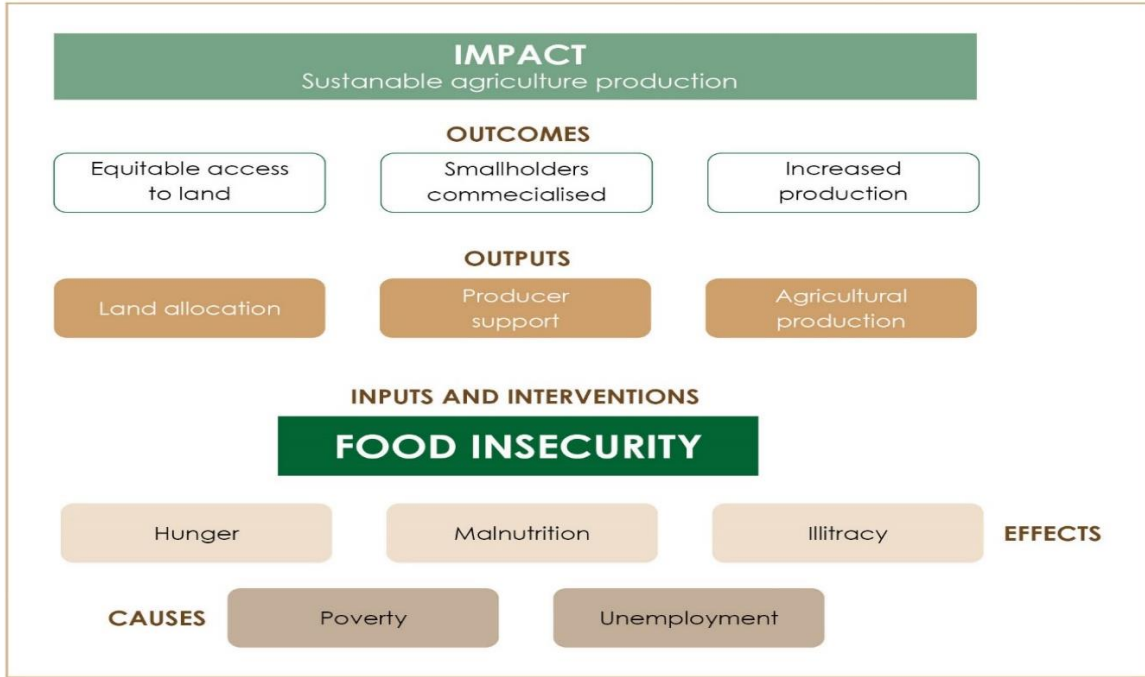 IMPACT
Sustanable agriculture production
OUTCOMES
Equitable access
to land
Smallholders
commecialised
Increased
production
OUTPUTS
Land allocation
Producer
support
Agricultural
production
INPUTS AND INTERVENTIONS
FOOD INSECURITY
Hunger
Malnutrition
Illitracy
EFFECTS
CAUSES
Poverty
Unemployment